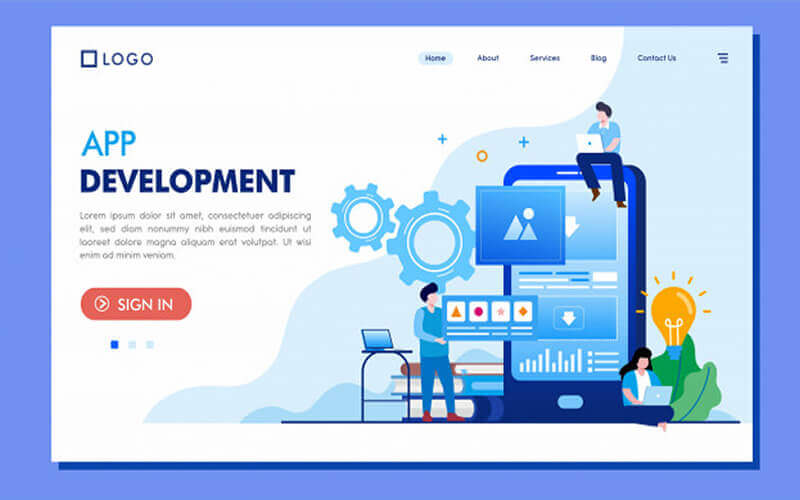 LOGO
Home About Services Blog Contact Us
APP
DEVELOPMENT
Lorem ipsum dolor sit amet, consectetuer adipiscing
elit, sed diam nonummy nibh euismod tincidunt ut
laoreet dolore magna aliquam erat volutpat. Ut wisi
enim ad minim veniam.
SIGN IN